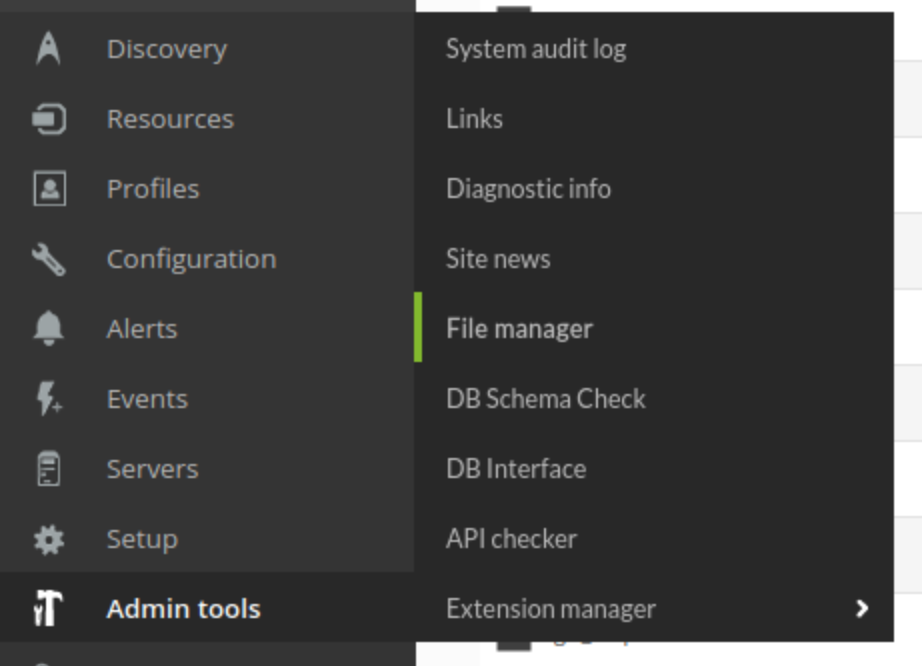 Discovery
Resources
Profiles
Configuration
Alerts
Events
Servers
Setup
Admin tools
System audit log
Links
Diagnostic info
Site news
File manager
DB Schema Check
DB Interface
API checker
Extension manager